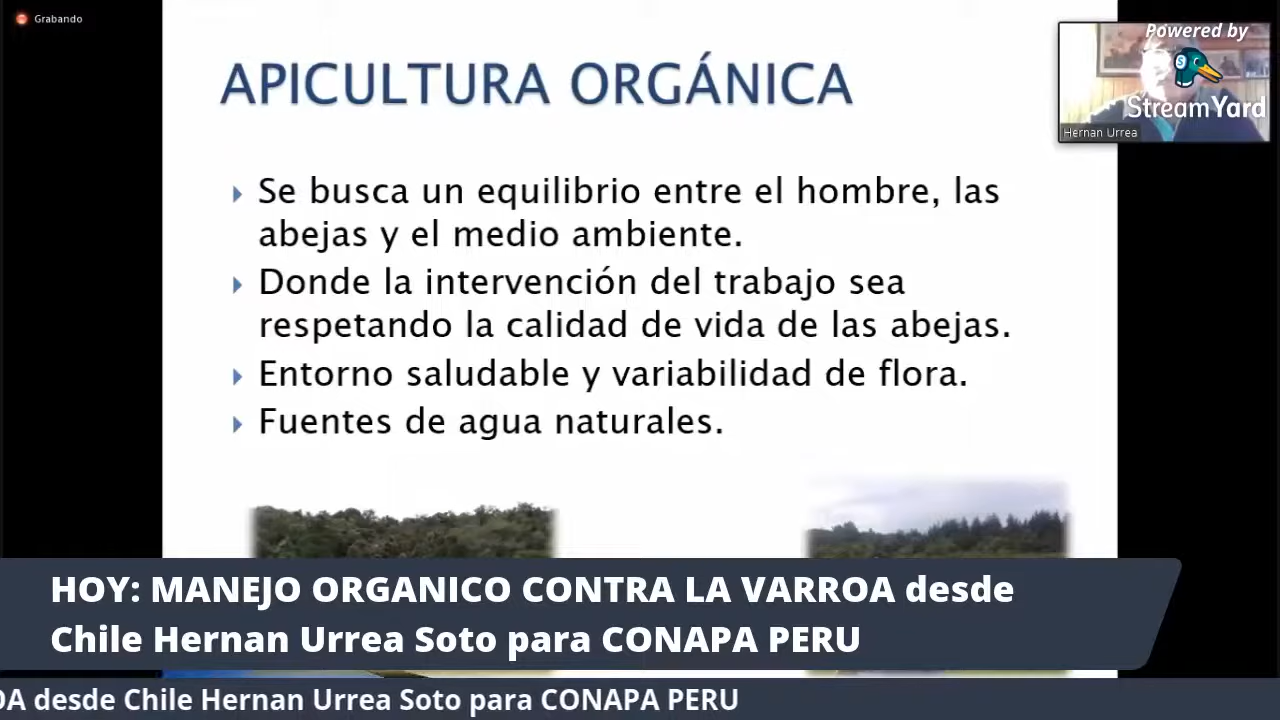 Grabando
APICULTURA ORGÁNICA
Powered by
StreamYard
Hernan Urrea
Se busca un equilibrio entre el hombre, las
abejas y el medio ambiente.
Donde la intervención del trabajo sea
respetando la calidad de vida de las abejas.
Entorno saludable y variabilidad de flora.
Fuentes de agua naturales.
HOY: MANEJO ORGANICO CONTRA LA VARROA desde
Chile Hernan Urrea Soto para CONAPA PERU
OA desde Chile Hernan Urrea Soto para CONAPA PERU